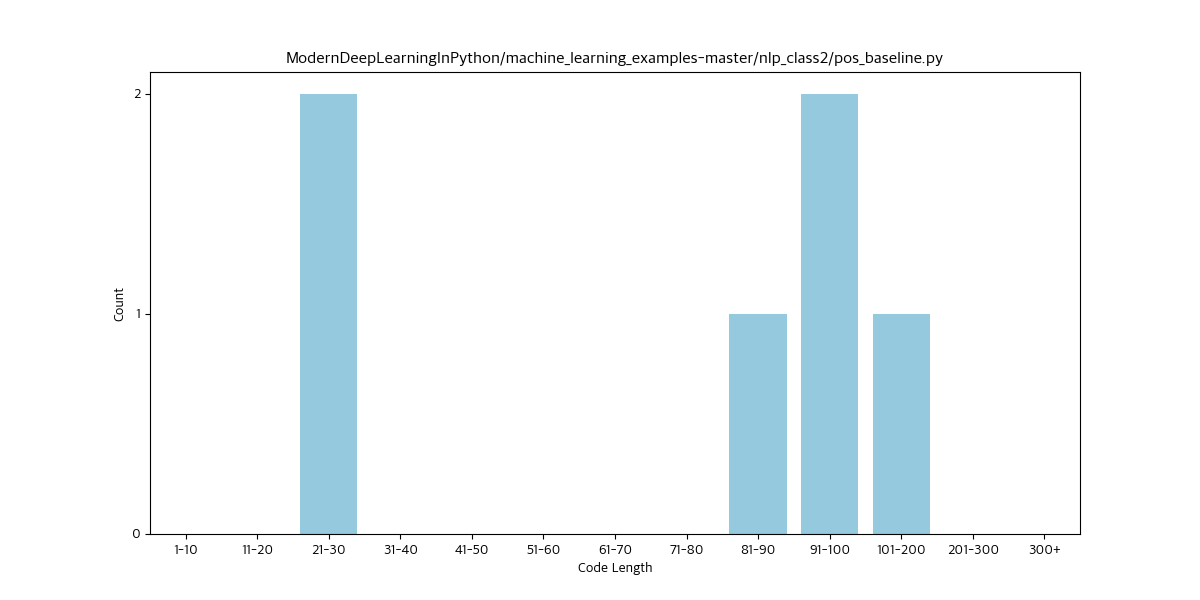 ModernDeepLearningInPython/machine_learning_examples-master/nlp_class2/pos_baseline.py
2
1
0
Count
1-10 11-20 21-30 31-40 41-50 51-60 61-70 71-80 81-90 91-100 101-200 201-300 300+
Code Length